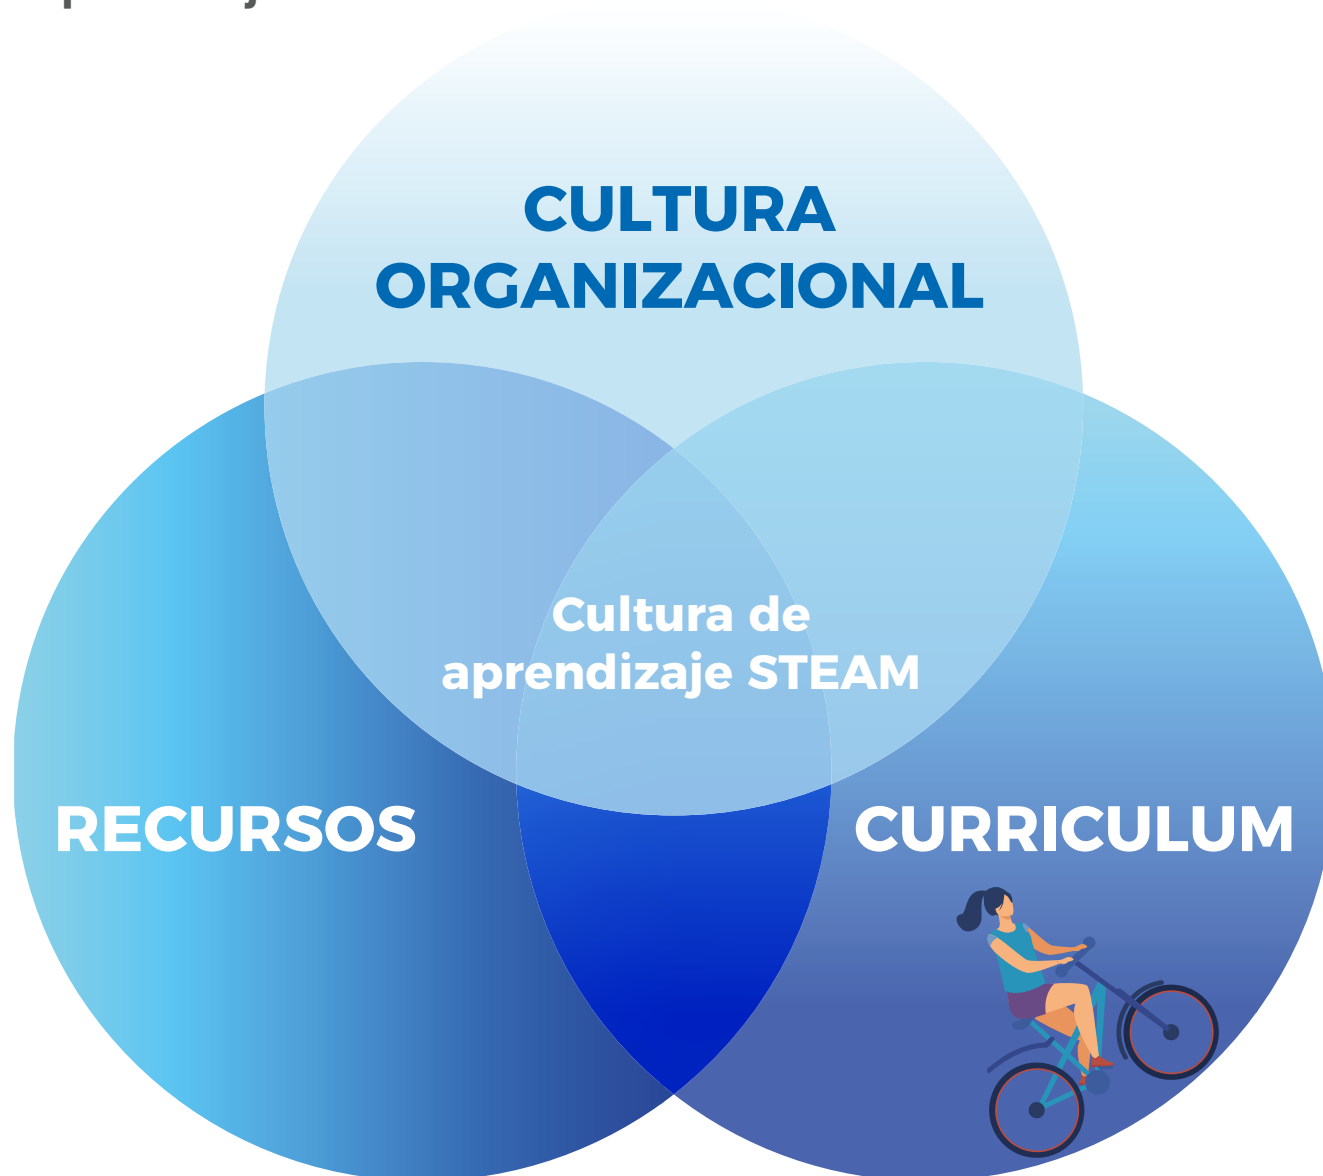 CULTURA
ORGANIZACIONAL
Cultura de
aprendizaje STEAM
RECURSOS
CURRICULUM